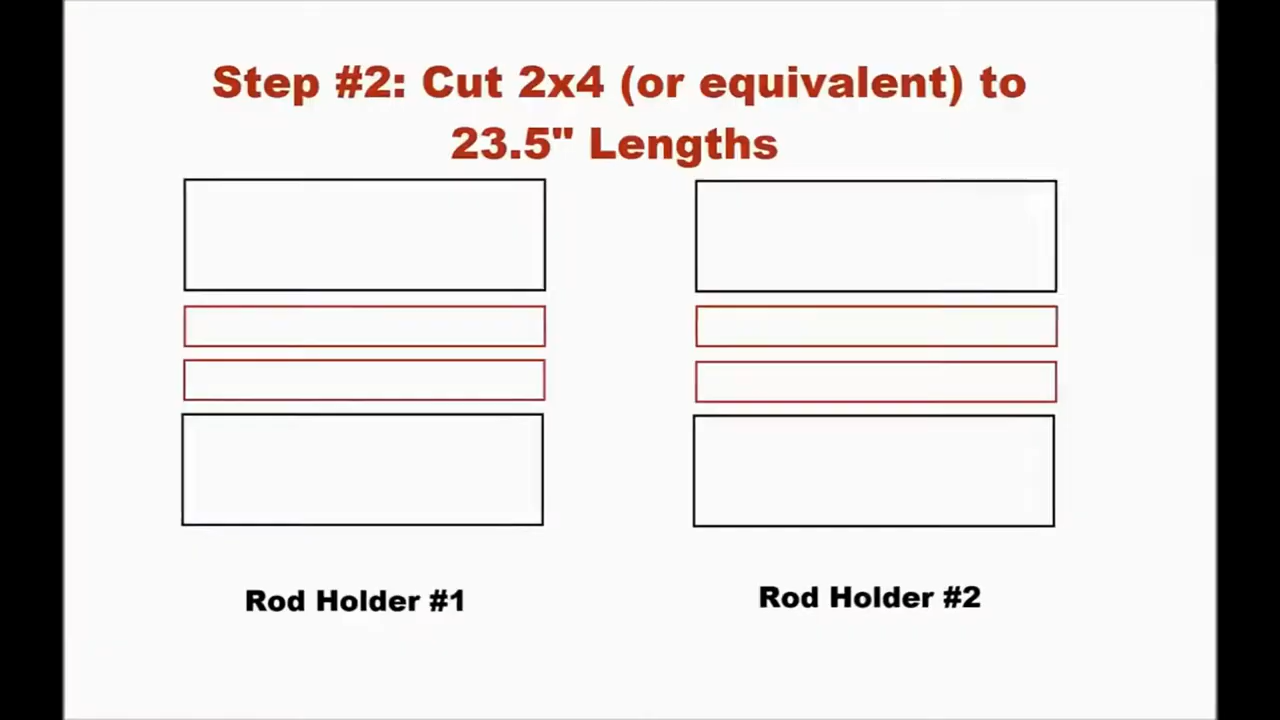 Step #2: Cut 2x4 (or equivalent) to
23.5" Lengths
Rod Holder #1
Rod Holder #2